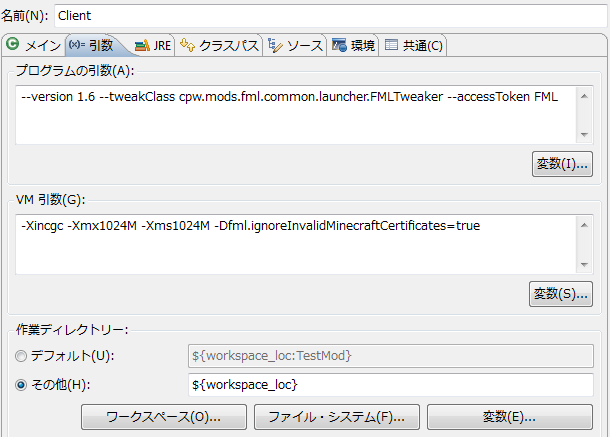 名前(N): Client
メイン (x)= 引数 JRE クラスパス ソース 環境 共通(C)
プログラムの引数(A):
--version 1.6 --tweakClass cpw.mods.fml.common.launcher.FMLTweaker --accessToken FML
変数(I)...
VM 引数(G):
-Xincgc -Xmx1024M -Xms1024M -Dfml.ignoreInvalidMinecraftCertificates=true
変数(S)...
作業ディレクトリー:
デフォルト(U): ${workspace_loc:TestMod}
その他(H): ${workspace_loc}
ワークスペース(O)... ファイル・システム(F)... 変数(E)...